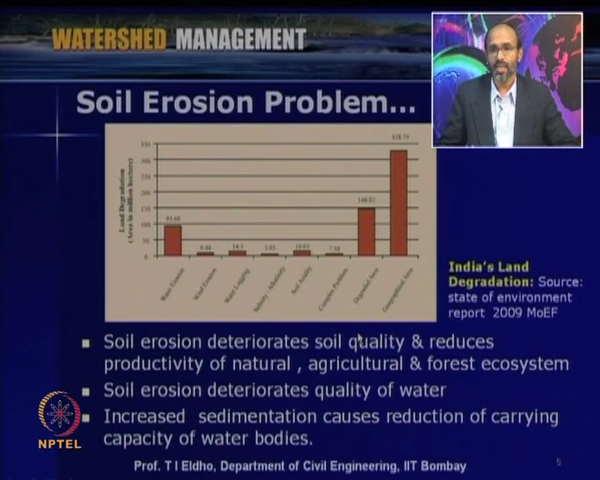 WATERSHED MANAGEMENT
Soil Erosion Problem...
Land Degradation
(Area in million hectares)
350
300
250
200
150
100
50
0
93.68
9.48
14.3
5.95
16.03
7.38
146.82
328.73
Water Erosion
Wind Erosion
Water Logging
Salinity/Alkalinity
Soil Acidity
Complex Problem
Degraded Area
Geographical Area
India's Land
Degradation: Source:
state of environment
report 2009 MoEF
■ Soil erosion deteriorates soil quality & reduces
productivity of natural , agricultural & forest ecosystem
■ Soil erosion deteriorates quality of water
■ Increased sedimentation causes reduction of carrying
capacity of water bodies.
NPTEL
Prof. T I Eldho, Department of Civil Engineering, IIT Bombay
5